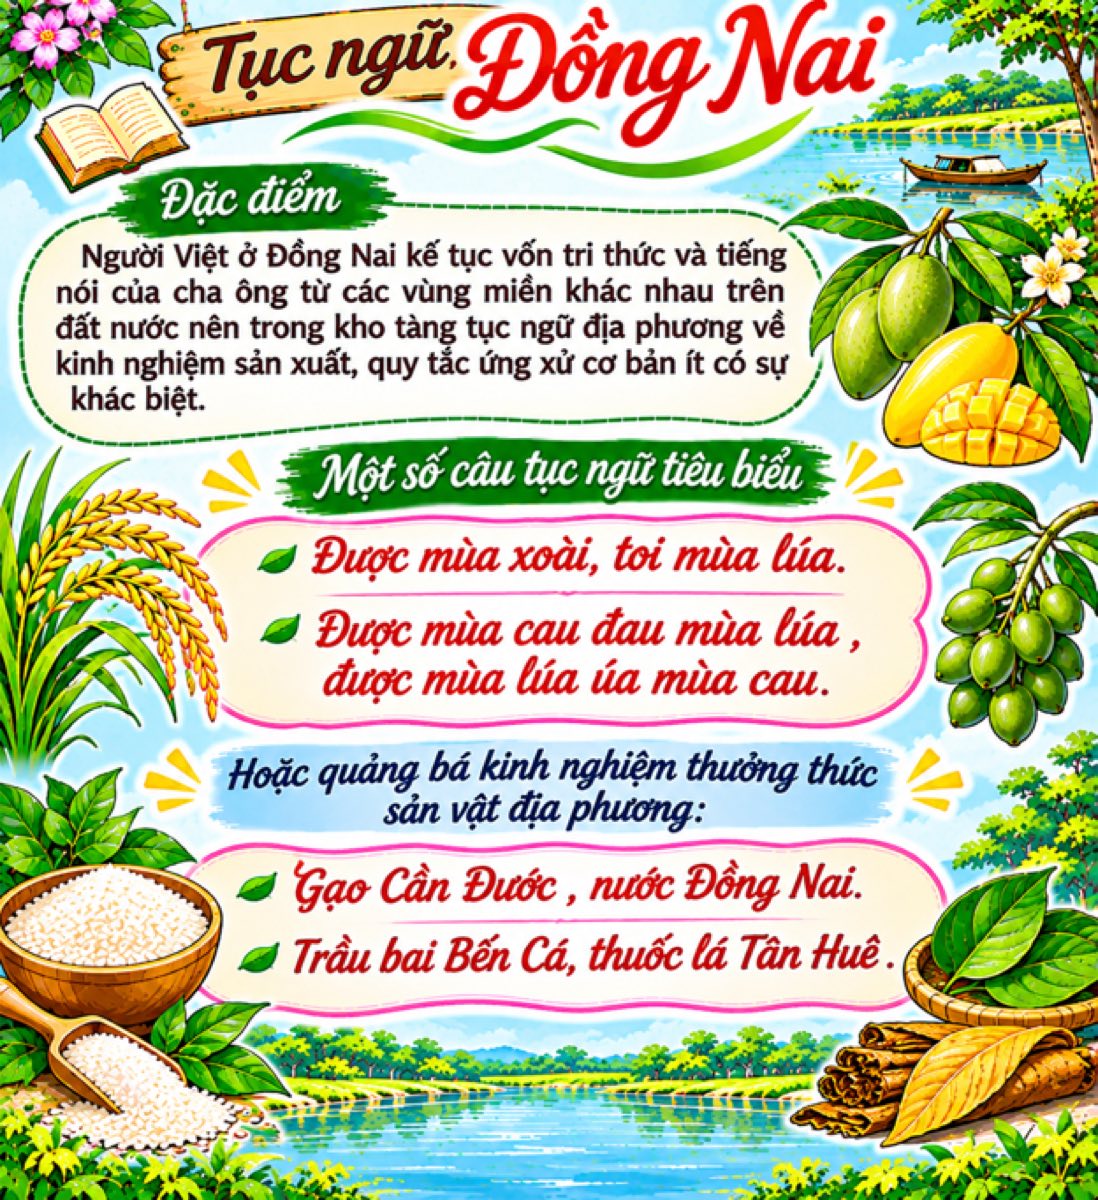 Tục ngữ, Đồng Nai
Đặc điểm
Người Việt ở Đồng Nai kế tục vốn tri thức và tiếng
nói của cha ông từ các vùng miền khác nhau trên
đất nước nên trong kho tàng tục ngữ địa phương về
kinh nghiệm sản xuất, quy tắc ứng xử cơ bản ít có sự
khác biệt.
Một số câu tục ngữ tiêu biểu
Được mùa xoài, toi mùa lúa.
Được mùa cau đau mùa lúa ,
được mùa lúa úa mùa cau.
Hoặc quảng bá kinh nghiệm thưởng thức
sản vật địa phương:
Gạo Cần Đước , nước Đồng Nai.
Trầu bai Bến Cá, thuốc lá Tân Huê .